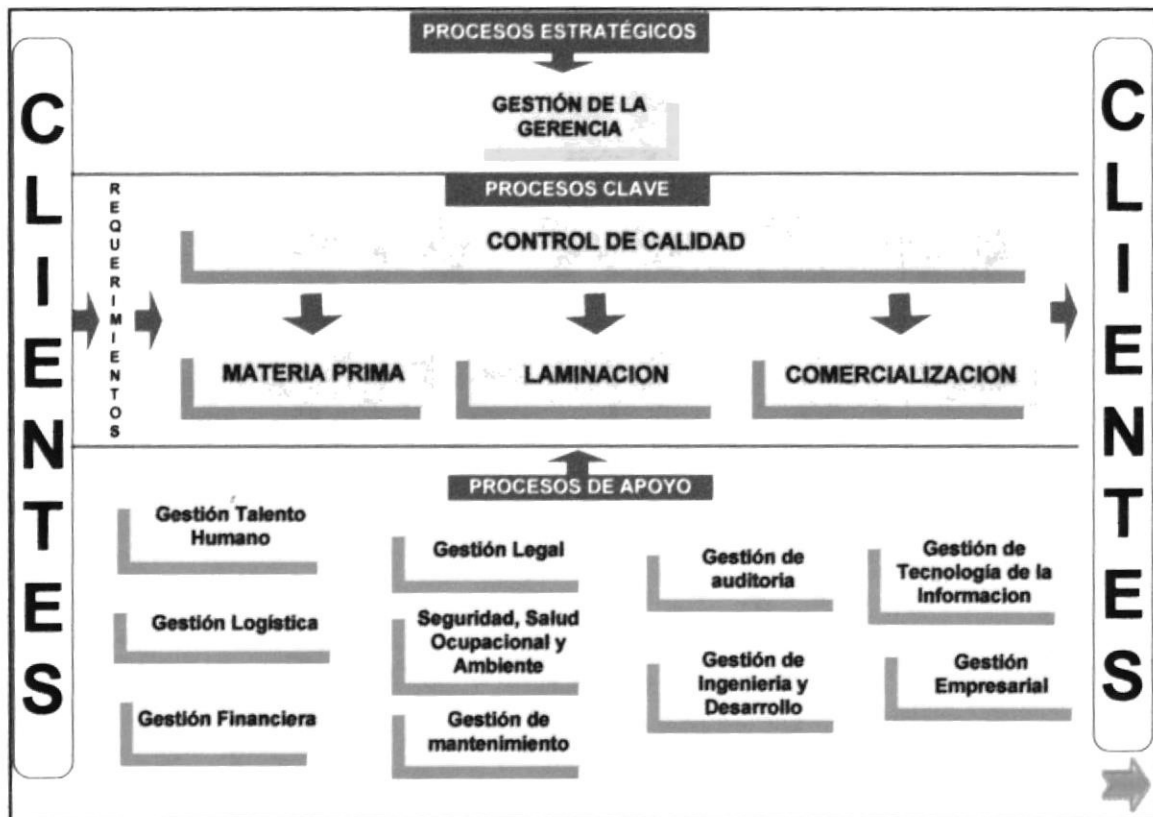 CLIENTES
PROCESOS ESTRATÉGICOS
GESTIÓN DE LA
GERENCIA
REQUERIMIENTOS
PROCESOS CLAVE
CONTROL DE CALIDAD
MATERIA PRIMA
LAMINACION
COMERCIALIZACION
PROCESOS DE APOYO
Gestión Talento
Humano
Gestión Logística
Gestión Financiera
Gestión Legal
Seguridad, Salud
Ocupacional y
Ambiente
Gestión de
mantenimiento
Gestión de
auditoria
Gestión de
Ingenieria y
Desarrollo
Gestión de
Tecnología de la
Informacion
Gestión
Empresarial
CLIENTES